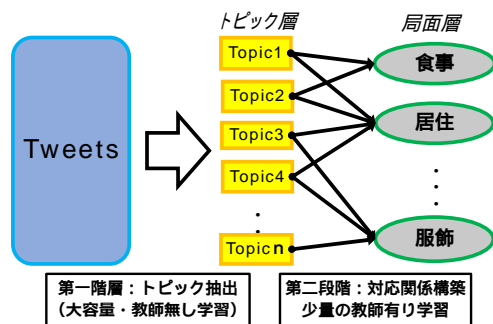 トピック層
局面層
Topic1
Topic2
Topic3
Topic4
Topic n
Tweets
食事
居住
服飾
第一階層：トピック抽出
（大容量・教師無し学習）
第二段階：対応関係構築
少量の教師有り学習